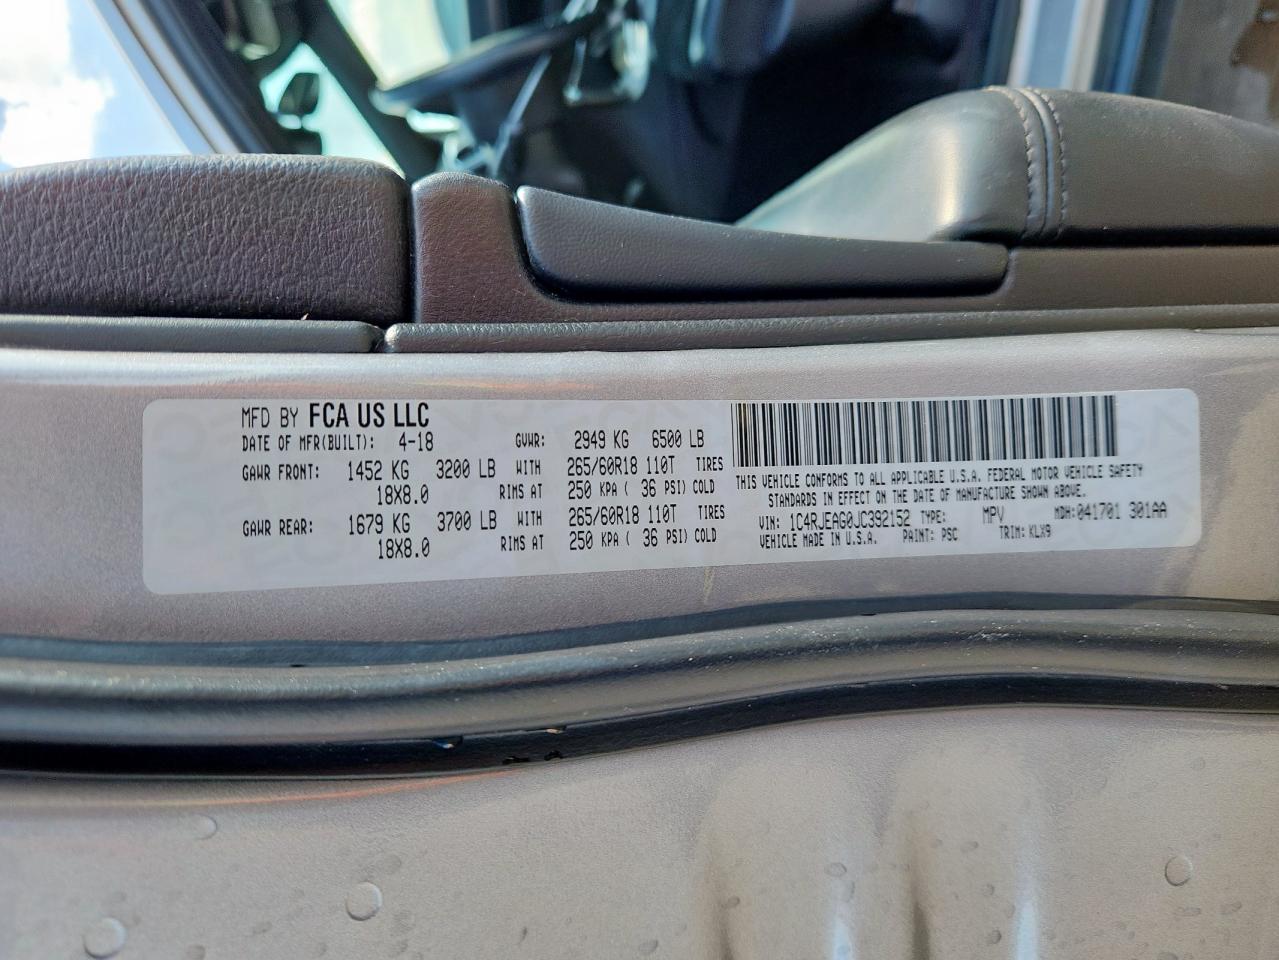 MFD BY FCA US LLC
DATE OF MFR(BUILT): 4-18 GVWR: 2949 KG 6500 LB
GAWR FRONT: 1452 KG 3200 LB WITH 265/60R18 110T TIRES
18X8.0 RIMS AT 250 KPA ( 36 PSI) COLD
GAWR REAR: 1679 KG 3700 LB WITH 265/60R18 110T TIRES
18X8.0 RIMS AT 250 KPA ( 36 PSI) COLD
THIS VEHICLE CONFORMS TO ALL APPLICABLE U.S.A. FEDERAL MOTOR VEHICLE SAFETY
STANDARDS IN EFFECT ON THE DATE OF MANUFACTURE SHOWN ABOVE.
VIN: 1C4RJEAG0JC392152 TYPE: MPV MDH: 041701 301AA
VEHICLE MADE IN U.S.A. PAINT: PSC TRIM: KLX9